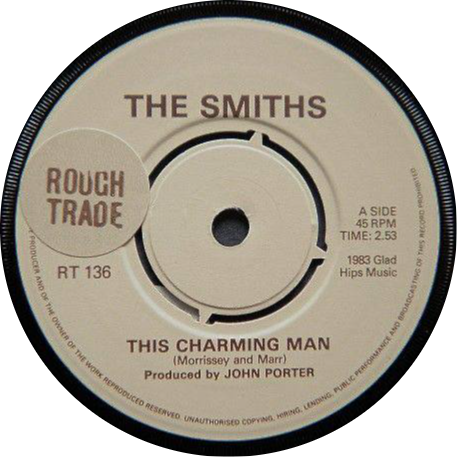 THE SMITHS
ROUGH
TRADE
RT 136
A SIDE
45 RPM
TIME: 2.53
1983 Glad
Hips Music
THIS CHARMING MAN
(Morrissey and Marr)
Produced by JOHN PORTER
PRODUCER AND OF THE OWNER OF THE WORK REPRODUCED RESERVED. UNAUTHORISED COPYING, HIRING, LENDING, PUBLIC PERFORMANCE AND BROADCASTING OF THIS RECORD PROHIBITED.